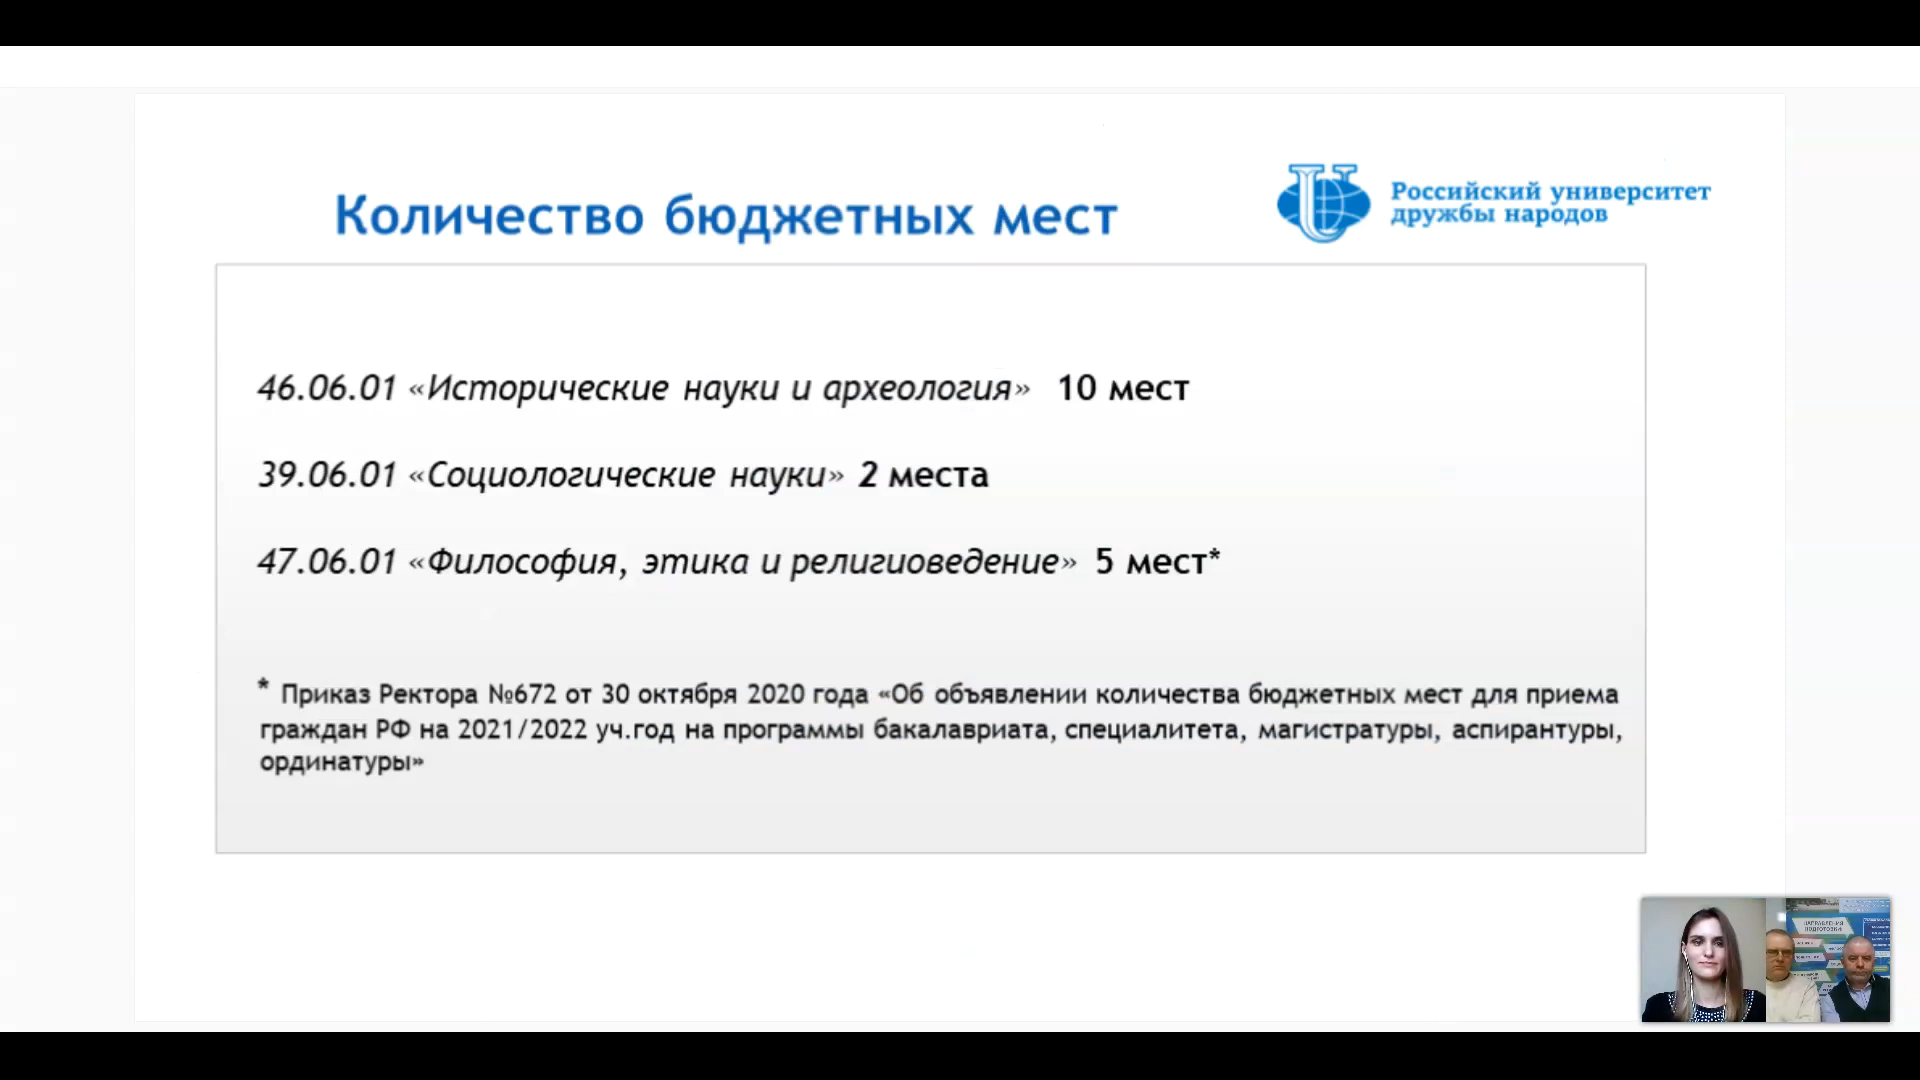 Количество бюджетных мест
Российский университет
дружбы народов
46.06.01 «Исторические науки и археология» 10 мест
39.06.01 «Социологические науки» 2 места
47.06.01 «Философия, этика и религиоведение» 5 мест*
* Приказ Ректора №672 от 30 октября 2020 года «Об объявлении количества бюджетных мест для приема
граждан РФ на 2021/2022 уч.год на программы бакалавриата, специалитета, магистратуры, аспирантуры,
ординатуры»
НАПРАВЛЕНИЯ
ПОДГОТОВКИ